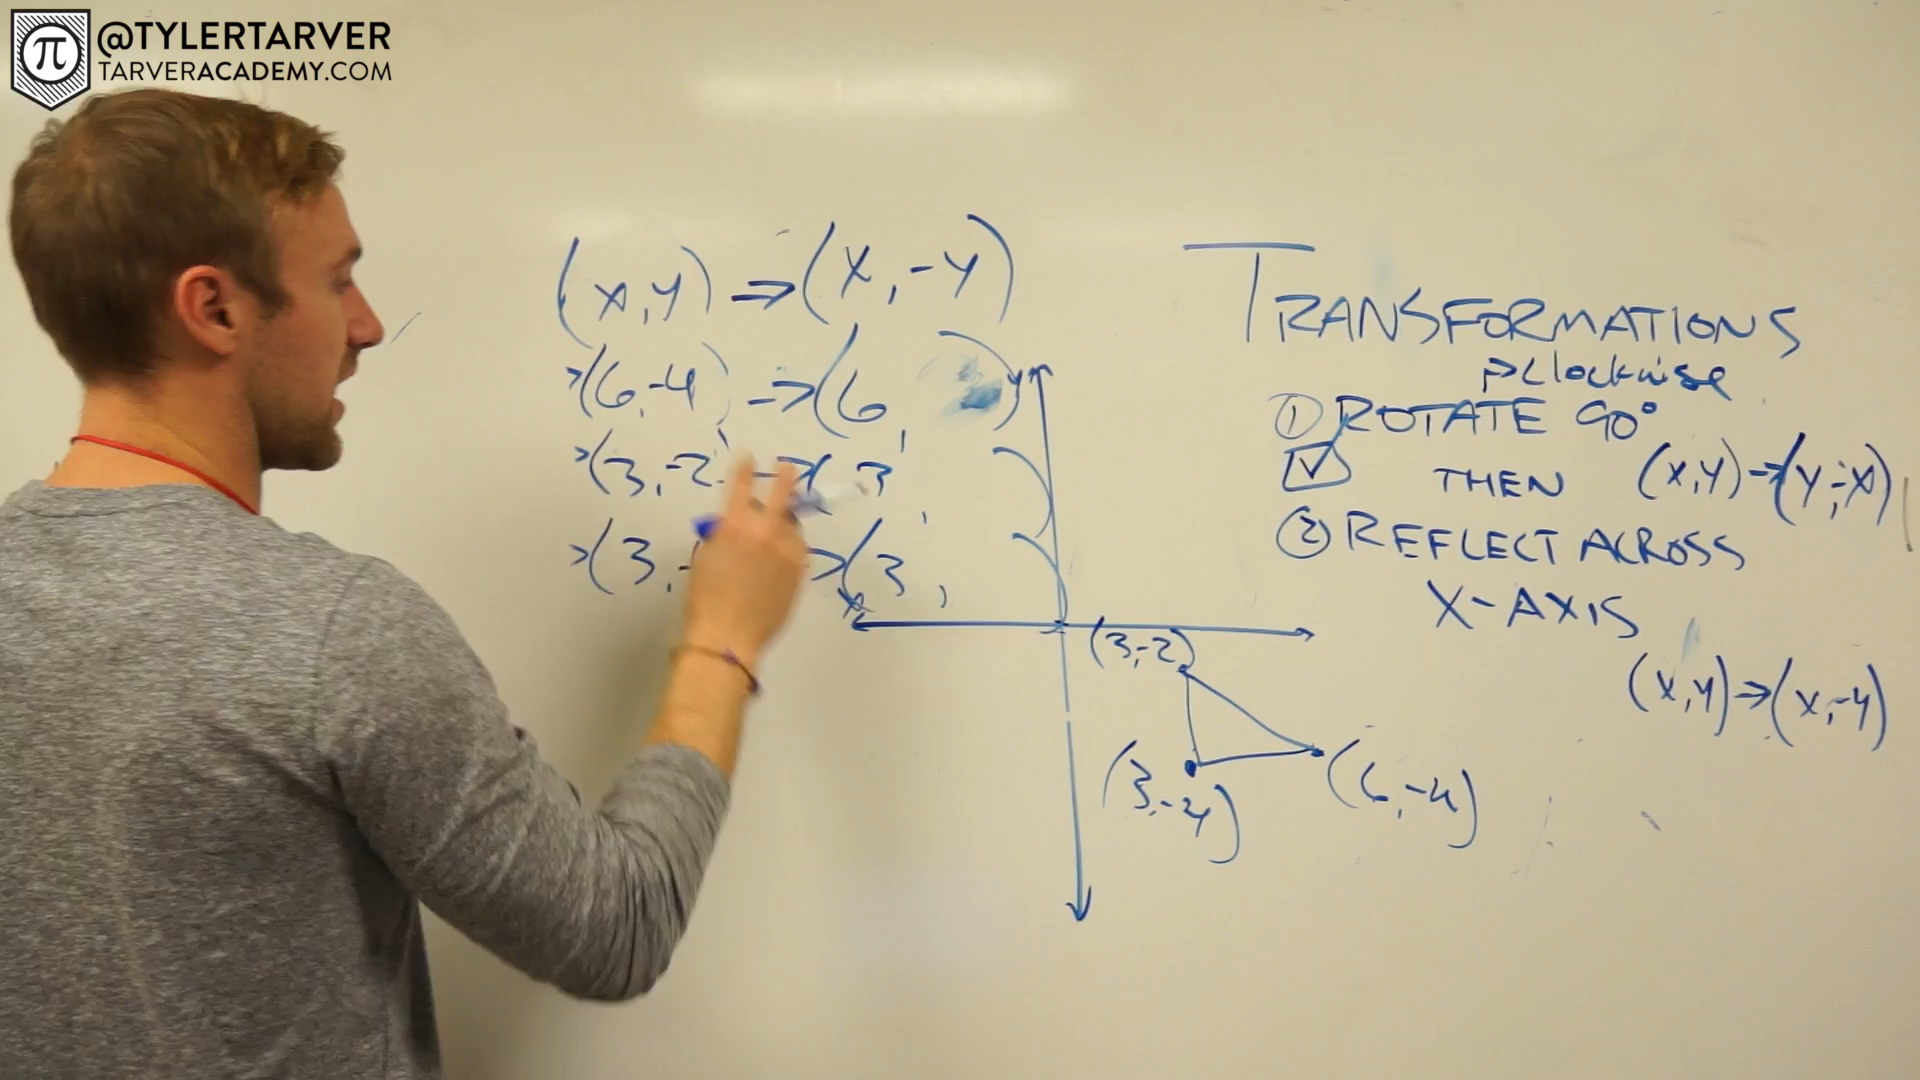 @TYLERTARVER
TARVERACADEMY.COM
π
(x,y) ⇒ (x,-y)
>(6,-4) → (6, )
>(3,-2) → (3,
>(3,- → (3,
y
x
(3,-2)
(3,-4)
(6,-4)
TRANSFORMATIONS
→Clockwise
① ROTATE 90°
THEN (x,y)→(y,-x)
② REFLECT ACROSS
X-AXIS
(x,y)→(x,-y)